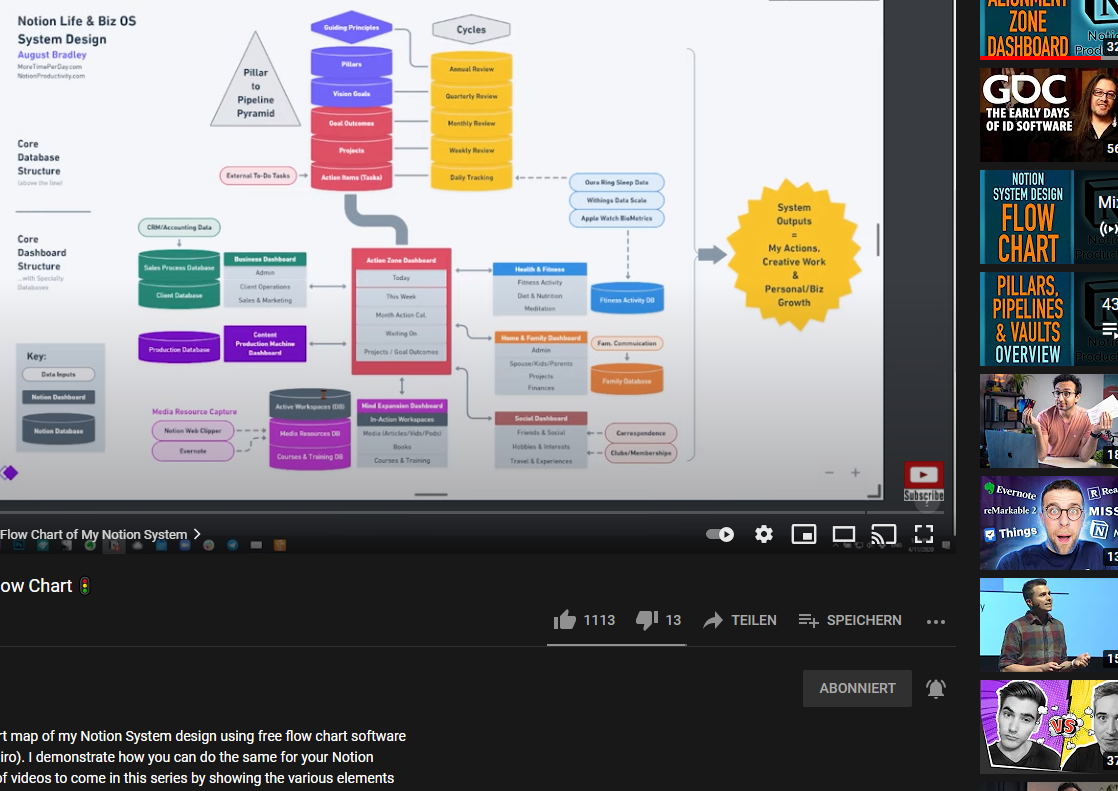 Notion Life & Biz OS
System Design
August Bradley
MoreTimePerDay.com
NotionProductivity.com
Pillar
to
Pipeline
Pyramid
Guiding Principles
Pillars
Vision Goals
Goal Outcomes
Projects
Action Items (Tasks)
External To-Do Tasks
Cycles
Annual Review
Quarterly Review
Monthly Review
Weekly Review
Daily Tracking
Core
Database
Structure
(above the line)
Core
Dashboard
Structure
...with Specialty
Databases
Oura Ring Sleep Data
Withings Data Scale
Apple Watch BioMetrics
System
Outputs
=
My Actions,
Creative Work
&
Personal/Biz
Growth
CRM/Accounting Data
Sales Process Database
Client Database
Business Dashboard
Admin
Client Operations
Sales & Marketing
Production Database
Content
Production Machine
Dashboard
Action Zone Dashboard
Today
This Week
Month Action Cal.
Waiting On
Projects / Goal Outcomes
Health & Fitness
Fitness Activity
Diet & Nutrition
Meditation
Fitness Activity DB
Home & Family Dashboard
Admin
Spouse/Kids/Parents
Projects
Finances
Fam. Commuication
Family Database
Key:
Data Inputs
Notion Dashboard
Notion Database
Media Resource Capture
Notion Web Clipper
Evernote
Active Workspaces (DB)
Media Resources DB
Courses & Training DB
Mind Expansion Dashboard
In-Action Workspaces
Media (Articles/Vids/Pods)
Books
Courses & Training
Social Dashboard
Friends & Social
Hobbies & Interests
Travel & Experiences
Correspondence
Clubs/Memberships
Subscribe
Flow Chart of My Notion System
ow Chart
1113
13
TEILEN
SPEICHERN
ABONNIERT
rt map of my Notion System design using free flow chart software
iro). I demonstrate how you can do the same for your Notion
of videos to come in this series by showing the various elements
ALIGNMENT
ZONE
DASHBOARD
32
GDC
THE EARLY DAYS
OF ID SOFTWARE
56
NOTION
SYSTEM DESIGN
FLOW
CHART
Mix
PILLARS,
PIPELINES
& VAULTS
OVERVIEW
43
18
Evernote
reMarkable 2
Things
Rea
MISS
13
15
VS
37